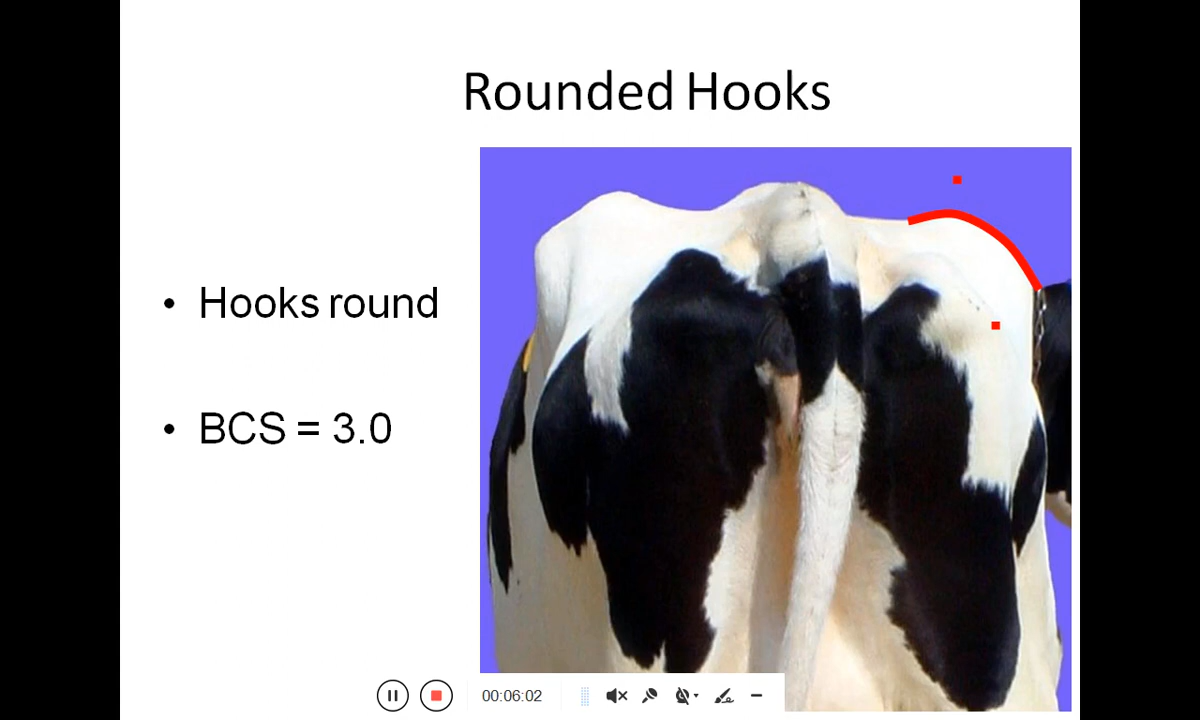 Rounded Hooks
• Hooks round
• BCS = 3.0
00:06:02